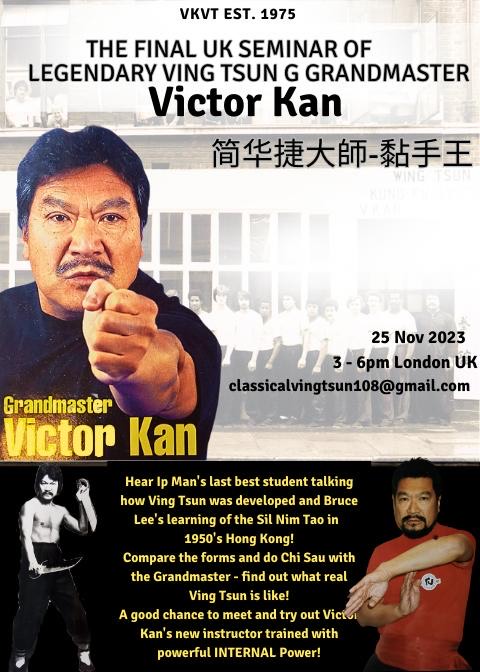 VKVT EST. 1975
THE FINAL UK SEMINAR OF
LEGENDARY VING TSUN G GRANDMASTER
Victor Kan
简华捷大師-黏手王
WING TSUN
KUNG
25 Nov 2023
3 - 6pm London UK
classicalvingtsun108@gmail.com
Grandmaster
Victor Kan
Hear Ip Man's last best student talking
how Ving Tsun was developed and Bruce
Lee's learning of the Sil Nim Tao in
1950's Hong Kong!
Compare the forms and do Chi Sau with
the Grandmaster - find out what real
Ving Tsun is like!
A good chance to meet and try out Victor
Kan's new instructor trained with
powerful INTERNAL Power!